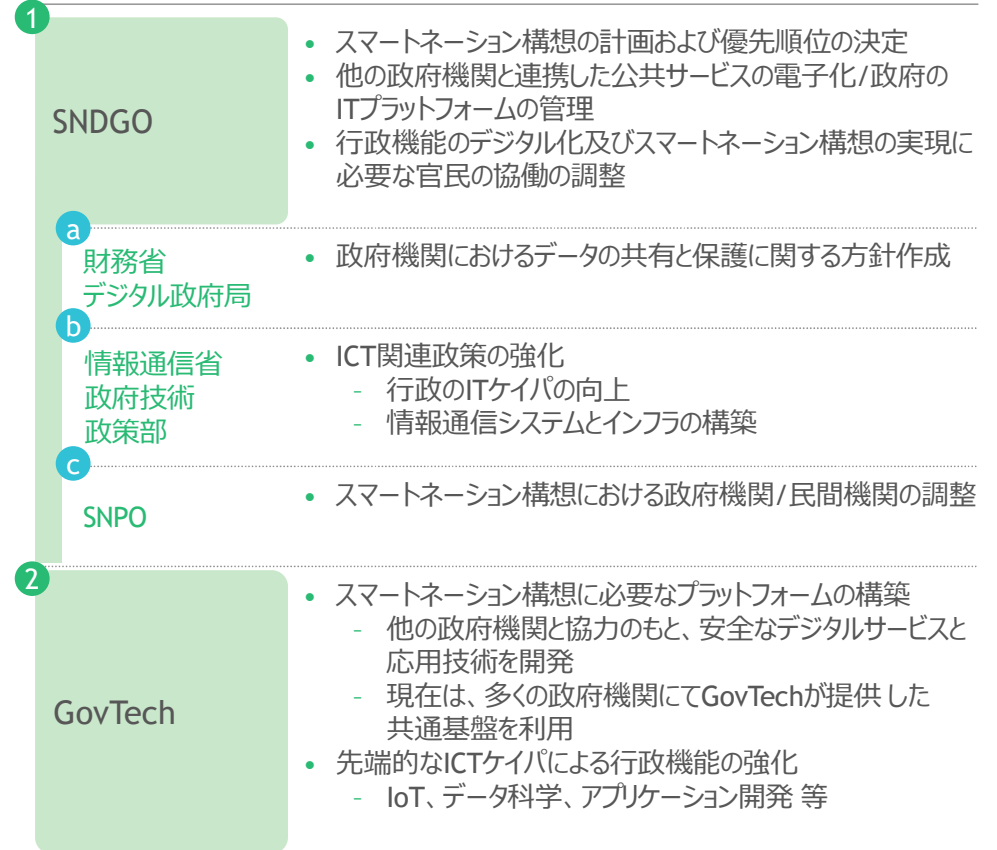 1
SNDGO
• スマートネーション構想の計画および優先順位の決定
• 他の政府機関と連携した公共サービスの電子化/政府の
ITプラットフォームの管理
• 行政機能のデジタル化及びスマートネーション構想の実現に
必要な官民の協働の調整
a
財務省
デジタル政府局
• 政府機関におけるデータの共有と保護に関する方針作成
b
情報通信省
政府技術
政策部
• ICT関連政策の強化
- 行政のITケイパの向上
- 情報通信システムとインフラの構築
c
SNPO
• スマートネーション構想における政府機関/民間機関の調整
2
GovTech
• スマートネーション構想に必要なプラットフォームの構築
- 他の政府機関と協力のもと、安全なデジタルサービスと
応用技術を開発
- 現在は、多くの政府機関にてGovTechが提供した
共通基盤を利用
• 先端的なICTケイパによる行政機能の強化
- IoT、データ科学、アプリケーション開発 等